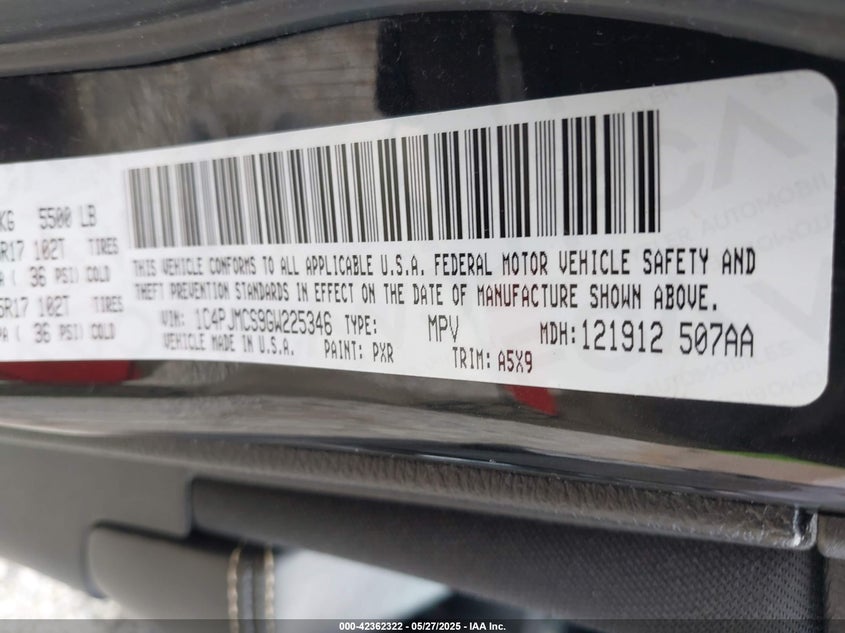 KG 5500 LB
5R17 102T TIRES
PA ( 36 PSI) COLD
5R17 102T TIRES
PA ( 36 PSI) COLD
THIS VEHICLE CONFORMS TO ALL APPLICABLE U.S.A. FEDERAL MOTOR VEHICLE SAFETY AND
THEFT PREVENTION STANDARDS IN EFFECT ON THE DATE OF MANUFACTURE SHOWN ABOVE.
VIN: 1C4PJMCS9GW225346 TYPE: MPV MDH: 121912 507AA
VEHICLE MADE IN U.S.A. PAINT: PXR TRIM: A5X9
000-42362322 | 05/27/2025 - IAA Inc.